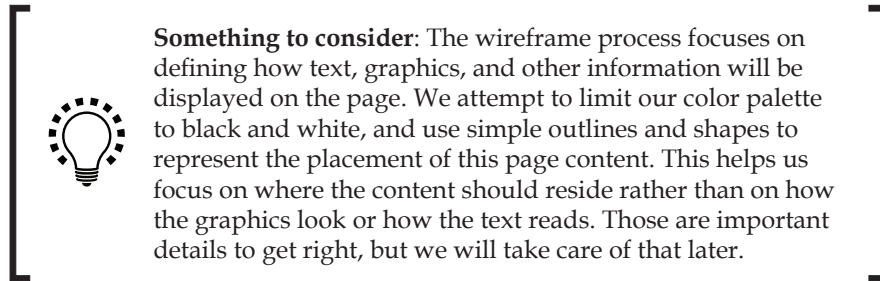 Something to consider: The wireframe process focuses on
defining how text, graphics, and other information will be
displayed on the page. We attempt to limit our color palette
to black and white, and use simple outlines and shapes to
represent the placement of this page content. This helps us
focus on where the content should reside rather than on how
the graphics look or how the text reads. Those are important
details to get right, but we will take care of that later.